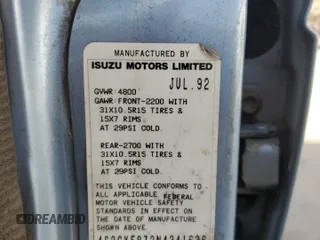 MANUFACTURED BY
ISUZU MOTORS LIMITED
JUL. 92
GVWR: 4800
GAWR: FRONT-2200 WITH
31X10.5R15 TIRES &
15X7 RIMS
AT 29PSI COLD.
REAR-2700 WITH
31X10.5R15 TIRES &
15X7 RIMS
AT 29PSI COLD
THIS VEHICLE CONFORMS TO
ALL APPLICABLE FEDERAL
MOTOR VEHICLE SAFETY
STANDARDS IN EFFECT ON
THE DATE OF MANUFACTURE
SHOWN ABOVE